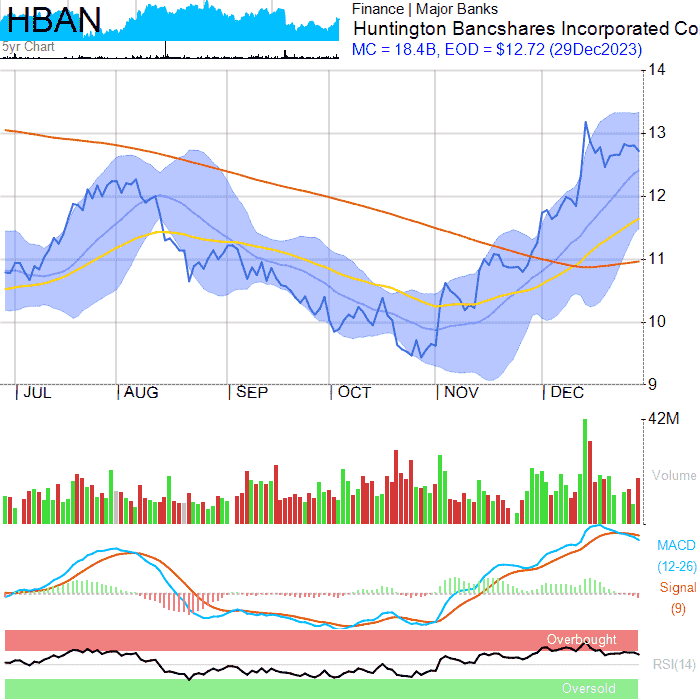 HBAN
5yr Chart
Finance | Major Banks
Huntington Bancshares Incorporated Co
MC = 18.4B, EOD = $12.72 (29Dec2023)
14
13
12
11
10
9
JUL AUG SEP OCT NOV DEC
42M
Volume
MACD
(12-26)
Signal
(9)
Overbought
RSI(14)
Oversold